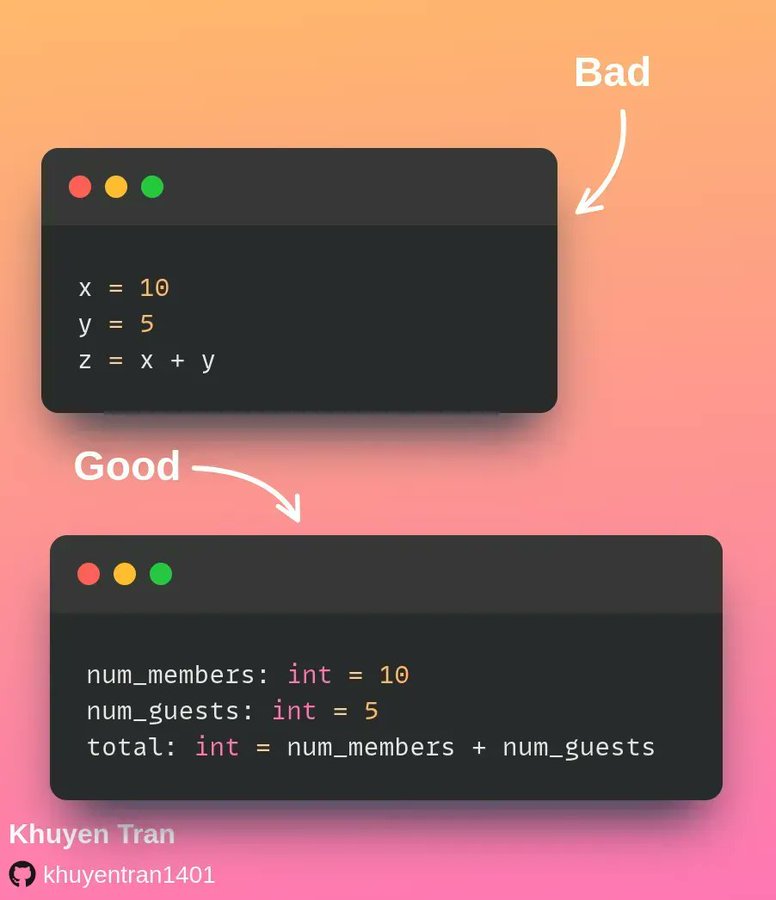 Bad
x = 10
y = 5
z = x + y
Good
num_members: int = 10
num_guests: int = 5
total: int = num_members + num_guests
Khuyen Tran
khuyentran1401